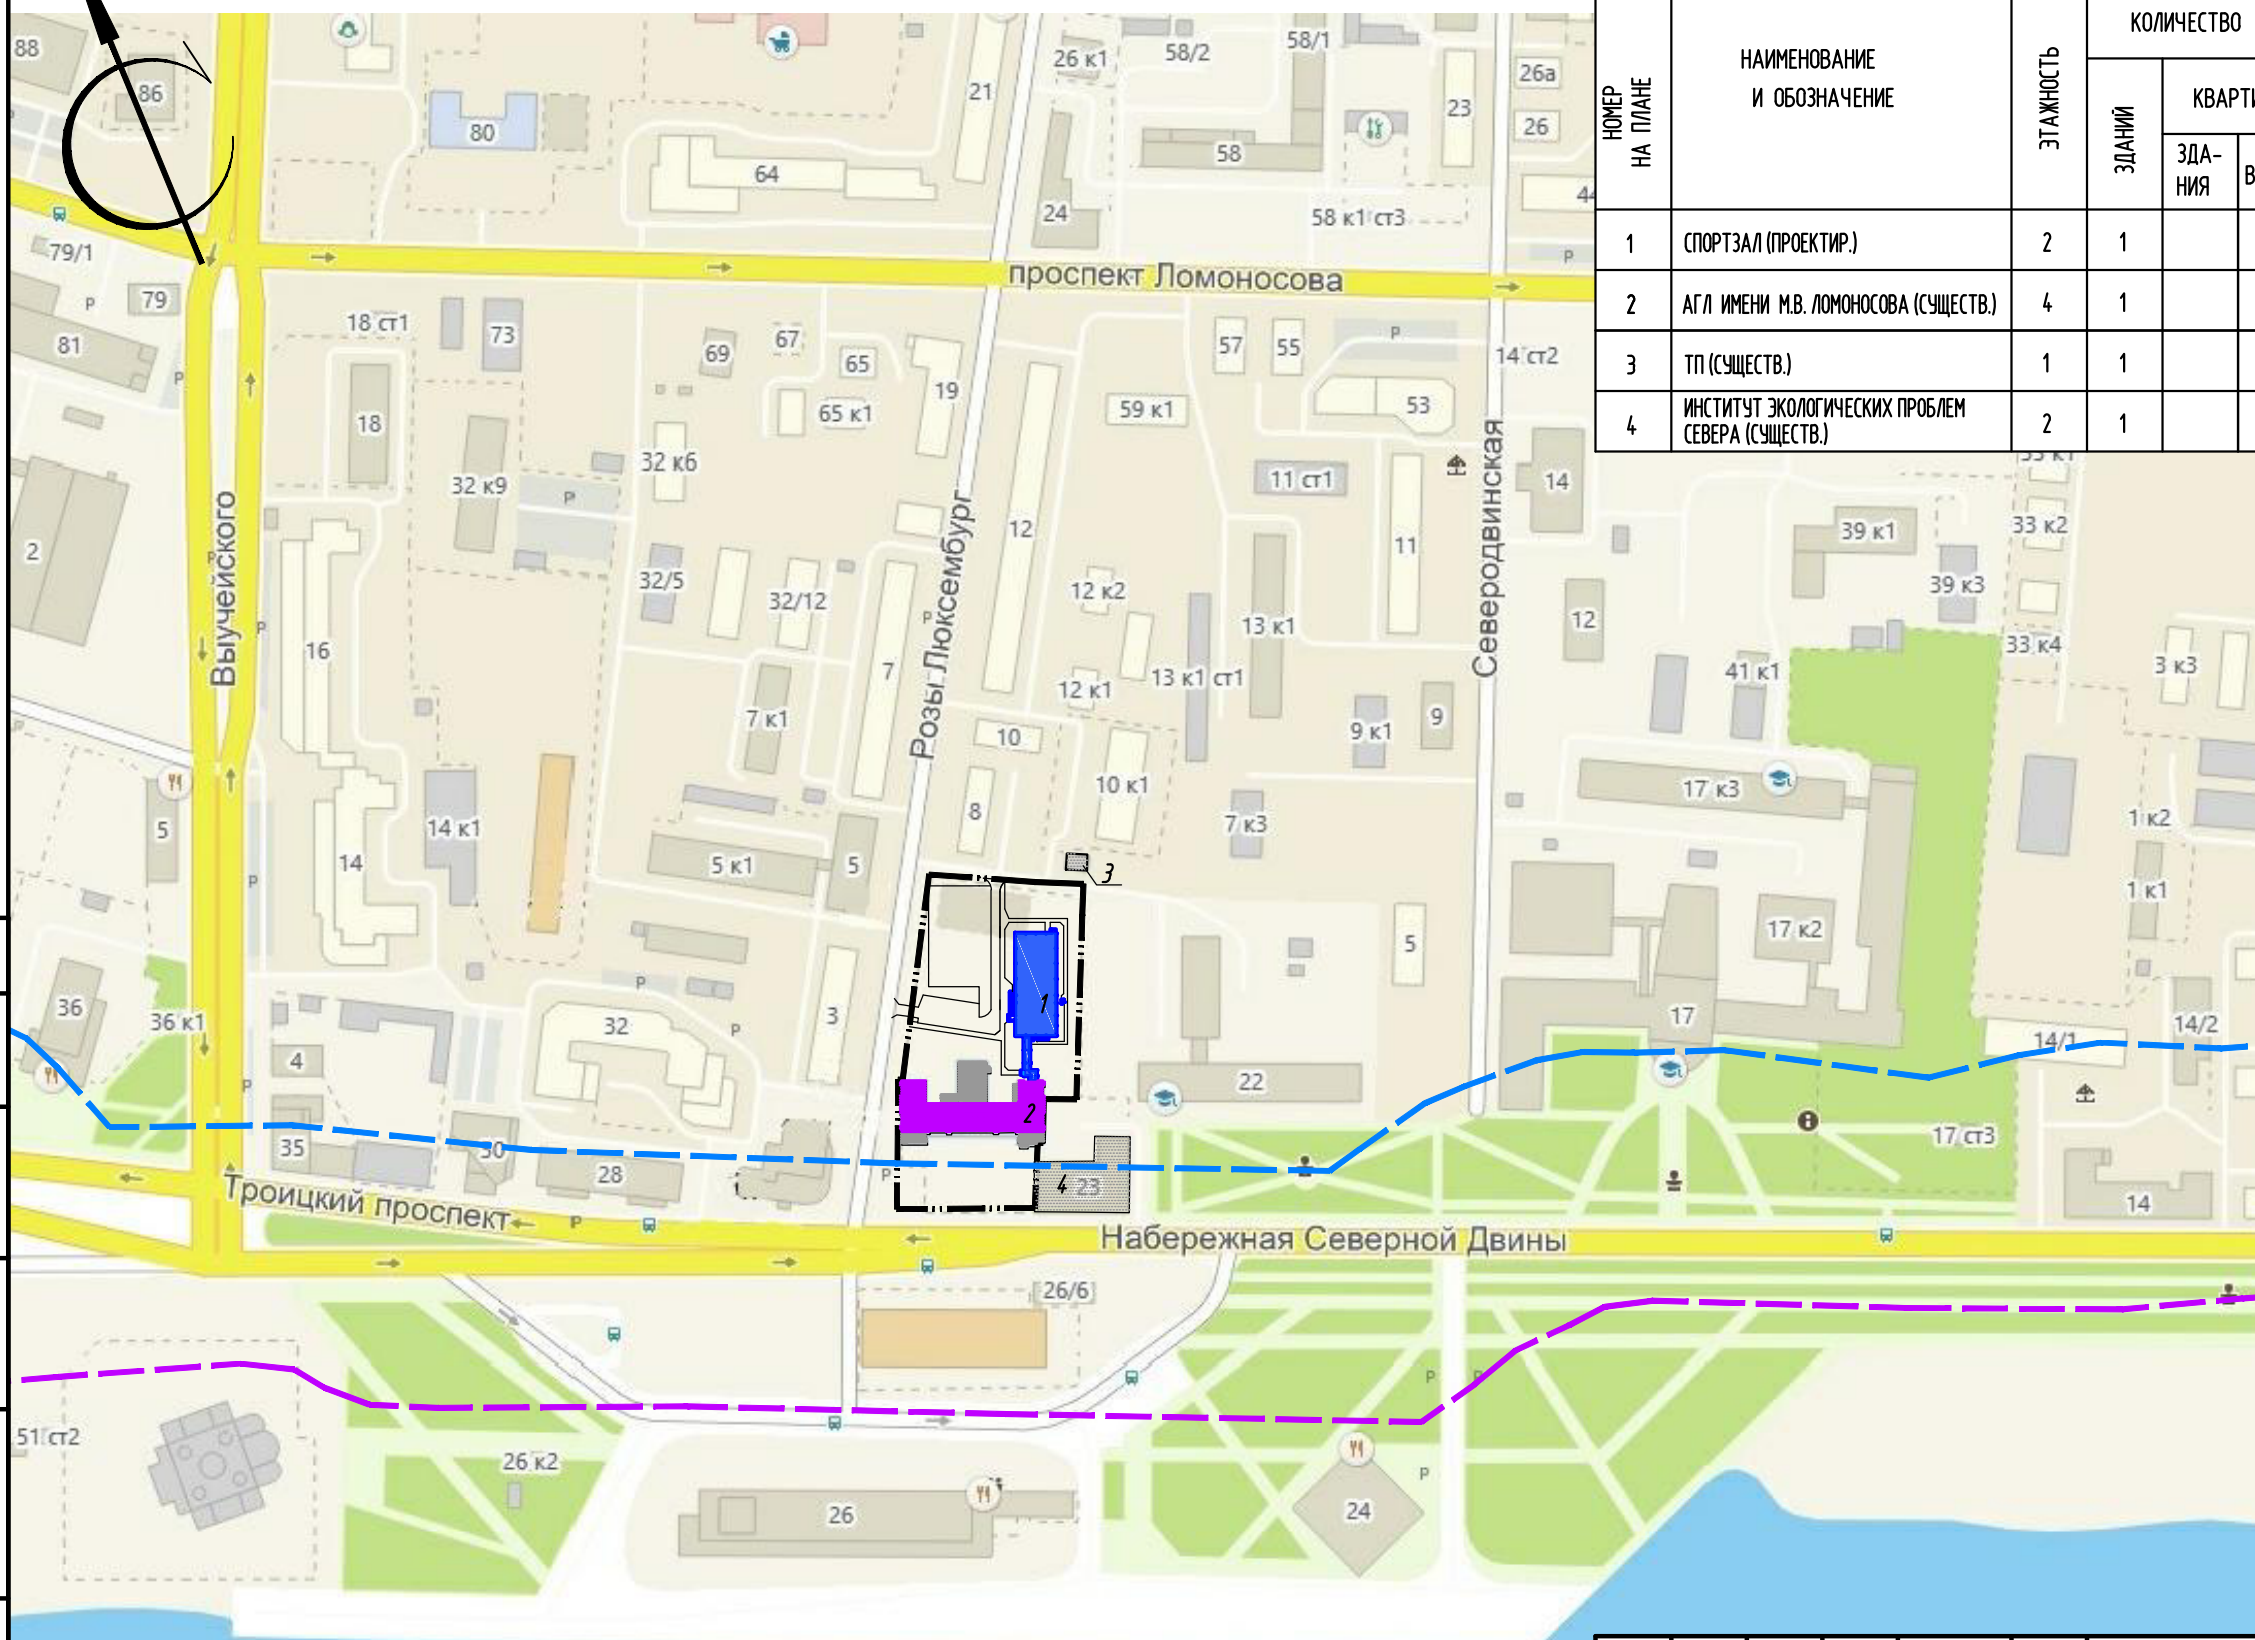 НОМЕР
НА ПЛАНЕ
НАИМЕНОВАНИЕ
И ОБОЗНАЧЕНИЕ
ЭТАЖНОСТЬ
КОЛИЧЕСТВО
ЗДАНИЙ
ЗДА-
НИЯ
1 СПОРТЗАЛ (ПРОЕКТИР.) 2 1
2 АГЛ ИМЕНИ М.В. ЛОМОНОСОВА (СУЩЕСТВ.) 4 1
3 ТП (СУЩЕСТВ.) 1 1
4 ИНСТИТУТ ЭКОЛОГИЧЕСКИХ ПРОБЛЕМ
СЕВЕРА (СУЩЕСТВ.) 2 1
88
86
80
64
21
26 к1
58/2
58/1
23
26а
26
58
24
58 к1 ст3
79/1
79
81
проспект Ломоносова
P
P
P
18 ст1
73
69
67
65
65 к1
19
57
55
P
14 ст2
18
32 к9
32 к6
P
59 к1
53
11 ст1
14
2
Выучейского
P
P
16
32/5
32/12
7
P
Розы Люксембург
12
12 к2
12 к1
13 к1
13 к1 ст1
11
Северодвинская
12
39 к1
33 к2
39 к3
33 к4
3 к3
41 к1
7 к1
10
8
10 к1
9 к1
9
7 к3
17 к3
1 к2
1 к1
5
14
14 к1
5 к1
5
3
P
5
17 к2
17
14/1
14/2
36
36 к1
P
4
32
P
P
3
1
2
22
35
30
28
P
4
23
17 ст3
14
Троицкий проспект
P
Набережная Северной Двины
26/6
P
P
51 ст2
26 к2
26
24
P